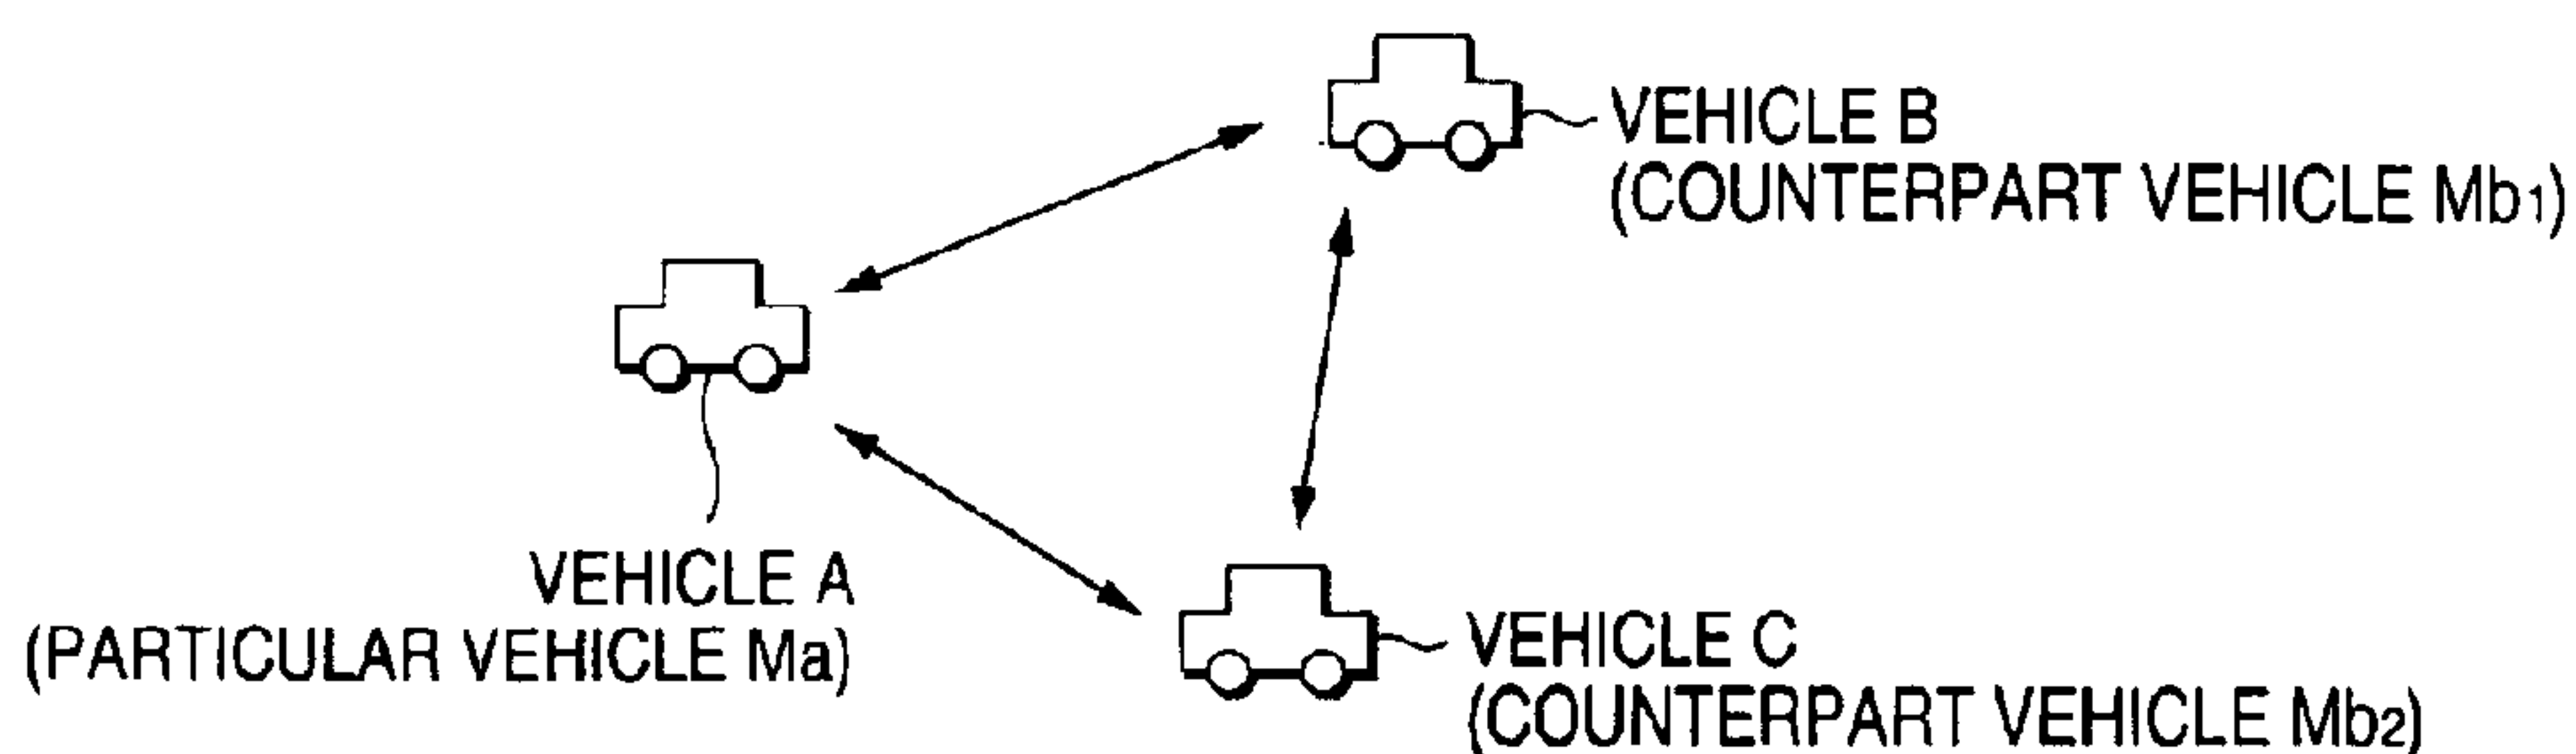 VEHICLE B
(COUNTERPART VEHICLE Mb1)
VEHICLE A
(PARTICULAR VEHICLE Ma)
VEHICLE C
(COUNTERPART VEHICLE Mb2)